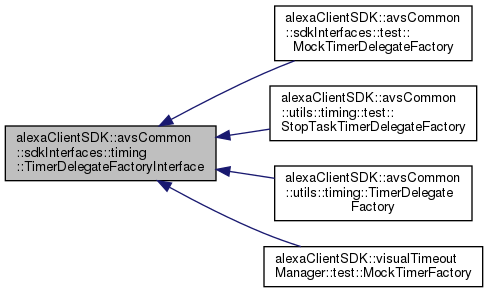 alexaClientSDK::avsCommon
::sdkInterfaces::timing
::TimerDelegateFactoryInterface
alexaClientSDK::avsCommon
::sdkInterfaces::test::
MockTimerDelegateFactory
alexaClientSDK::avsCommon
::utils::timing::test::
StopTaskTimerDelegateFactory
alexaClientSDK::avsCommon
::utils::timing::TimerDelegate
Factory
alexaClientSDK::visualTimeout
Manager::test::MockTimerFactory